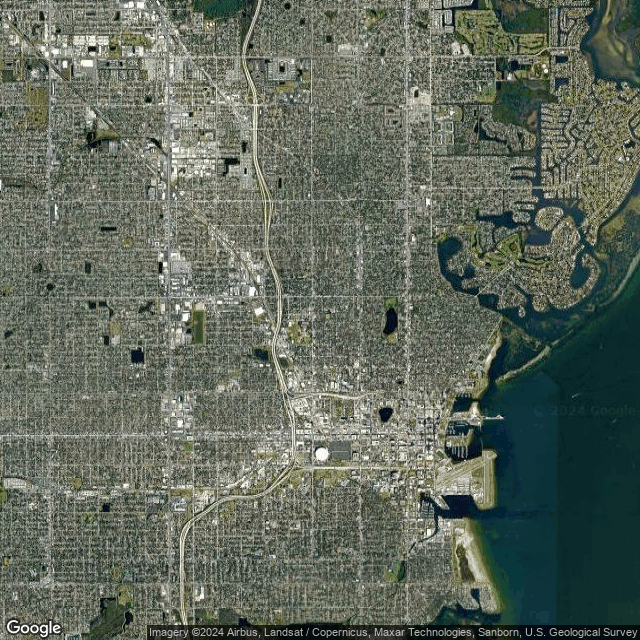 © 2024 Google
Google
Imagery ©2024 Airbus, Landsat / Copernicus, Maxar Technologies, Sanborn, U.S. Geological Survey